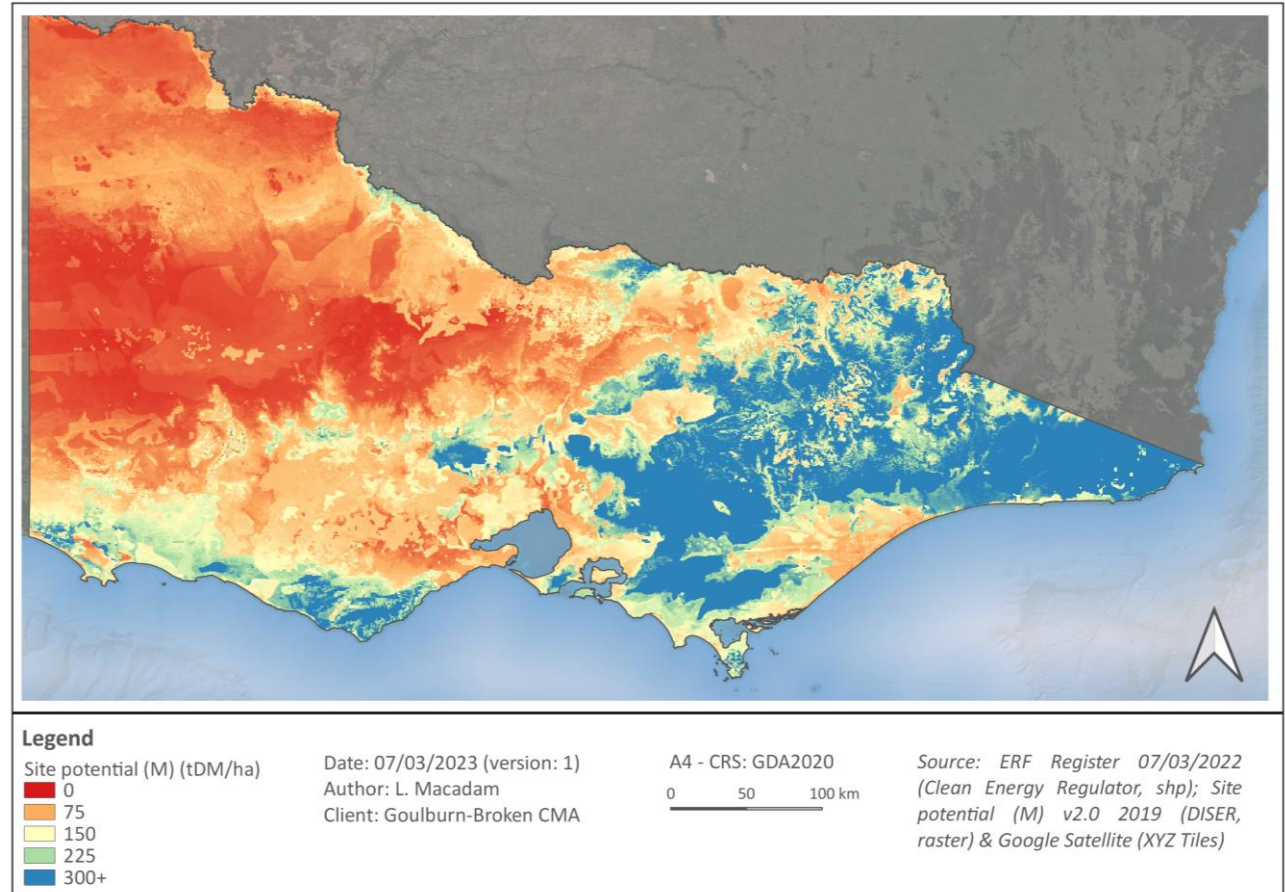 Legend
Site potential (M) (tDM/ha)
0
75
150
225
300+
Date: 07/03/2023 (version: 1)
Author: L. Macadam
Client: Goulburn-Broken CMA
A4 - CRS: GDA2020
0 50 100 km
Source: ERF Register 07/03/2022
(Clean Energy Regulator, shp); Site
potential (M) v2.0 2019 (DISER,
raster) & Google Satellite (XYZ Tiles)